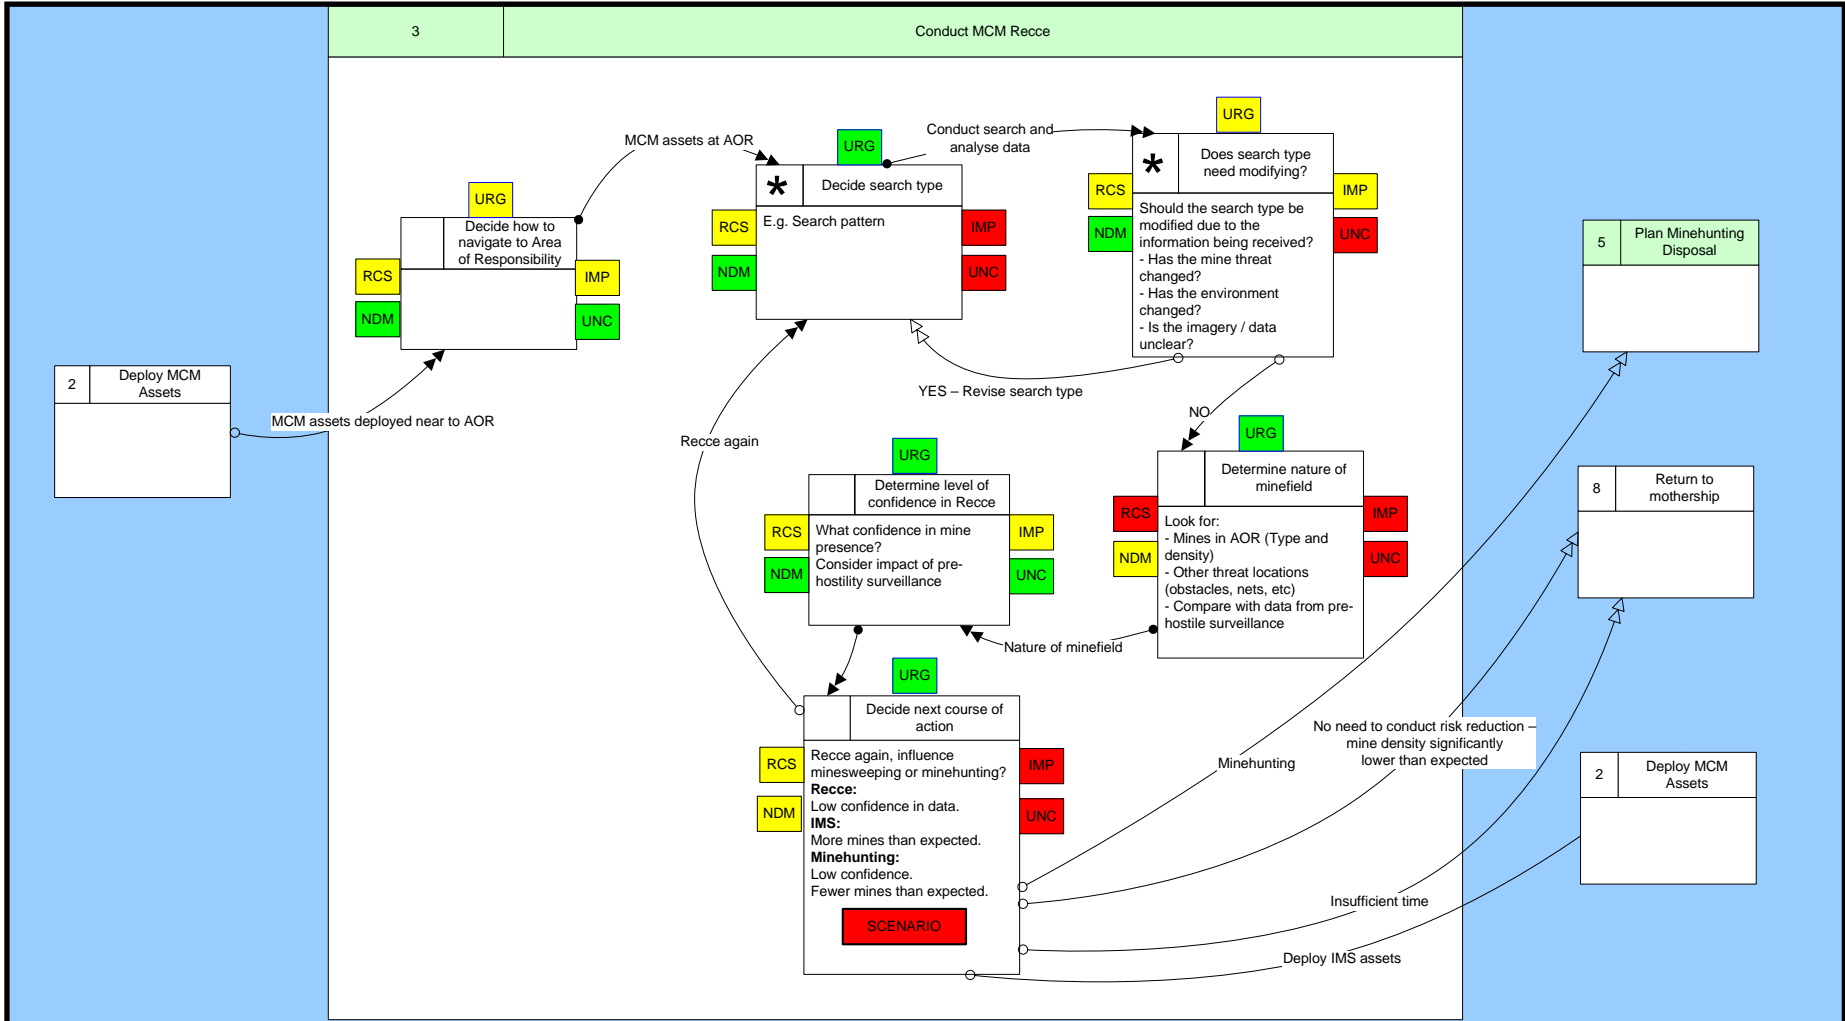 3
Conduct MCM Recce
2
Deploy MCM
Assets
MCM assets deployed near to AOR
URG
Decide how to
navigate to Area
of Responsibility
RCS
IMP
NDM
UNC
MCM assets at AOR
URG
*
Decide search type
E.g. Search pattern
RCS
IMP
NDM
UNC
Conduct search and
analyse data
URG
*
Does search type
need modifying?
RCS
IMP
NDM
UNC
Should the search type be
modified due to the
information being received?
- Has the mine threat
changed?
- Has the environment
changed?
- Is the imagery / data
unclear?
YES – Revise search type
NO
Recce again
URG
Determine level of
confidence in Recce
RCS
IMP
NDM
UNC
What confidence in mine
presence?
Consider impact of pre-
hostility surveillance
URG
Determine nature of
minefield
RCS
IMP
NDM
UNC
Look for:
- Mines in AOR (Type and
density)
- Other threat locations
(obstacles, nets, etc)
- Compare with data from pre-
hostile surveillance
Nature of minefield
URG
Decide next course of
action
RCS
IMP
NDM
UNC
Recce again, influence
minesweeping or minehunting?
Recce:
Low confidence in data.
IMS:
More mines than expected.
Minehunting:
Low confidence.
Fewer mines than expected.
SCENARIO
Minehunting
No need to conduct risk reduction –
mine density significantly
lower than expected
Insufficient time
Deploy IMS assets
5
Plan Minehunting
Disposal
8
Return to
mothership
2
Deploy MCM
Assets